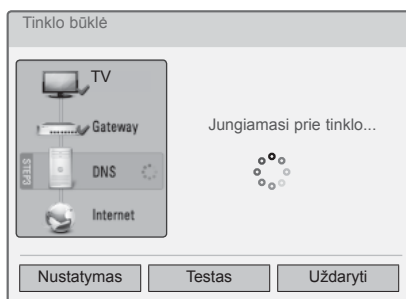 Tinklo būklė
TV
Gateway
Jungiamasi prie tinklo...
STEP3
DNS
Internet
Nustatymas
Testas
Uždaryti